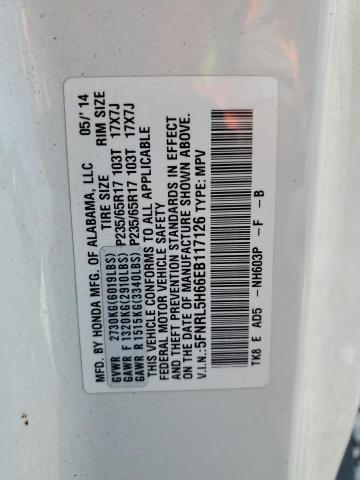 MFD. BY HONDA MFG. OF ALABAMA, LLC 05/'14
TIRE SIZE RIM SIZE
GVWR 2730KG(6019LBS)
GAWR F 1320KG(2910LBS) P235/65R17 103T 17X7J
GAWR R 1515KG(3340LBS) P235/65R17 103T 17X7J
THIS VEHICLE CONFORMS TO ALL APPLICABLE
FEDERAL MOTOR VEHICLE SAFETY
AND THEFT PREVENTION STANDARDS IN EFFECT
ON THE DATE OF MANUFACTURE SHOWN ABOVE.
V.I.N.: 5FNRL5H66EB117126 TYPE: MPV
TK8 E AD5 -NH603P -F -B